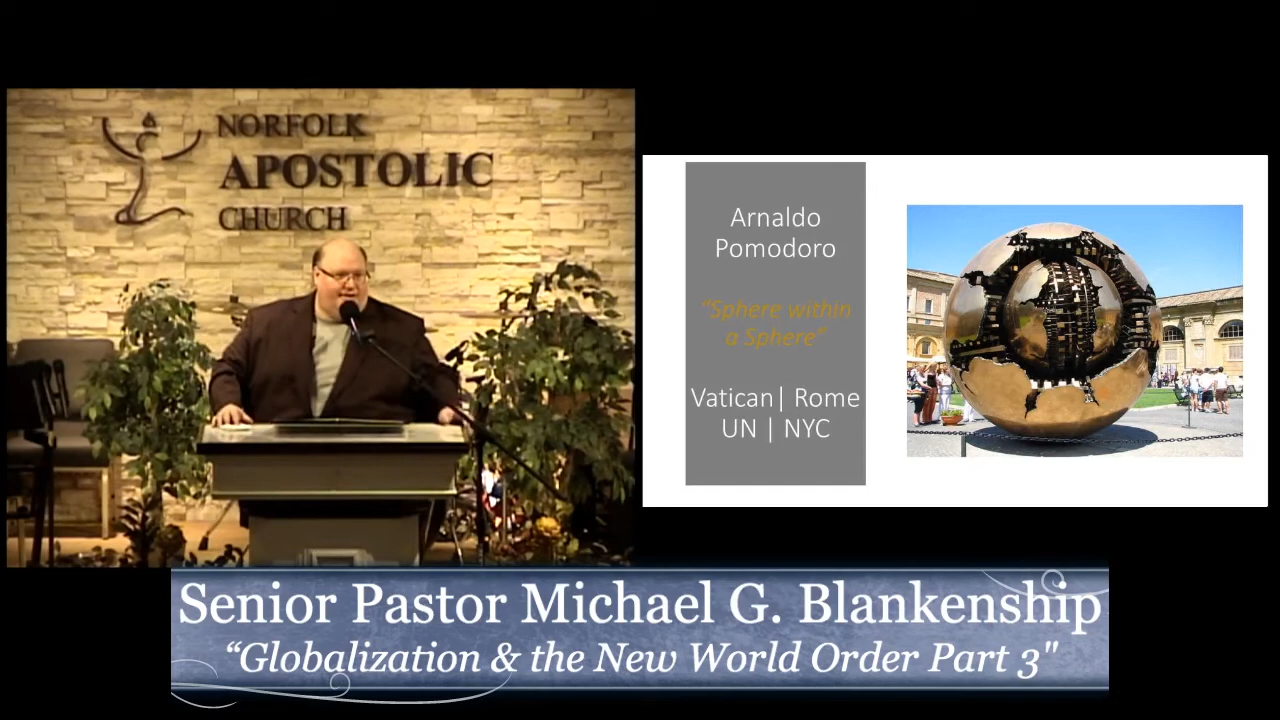 NORFOLK
APOSTOLIC
CHURCH
Arnaldo
Pomodoro
“Sphere within
a Sphere”
Vatican| Rome
UN | NYC
Senior Pastor Michael G. Blankenship
“Globalization & the New World Order Part 3"